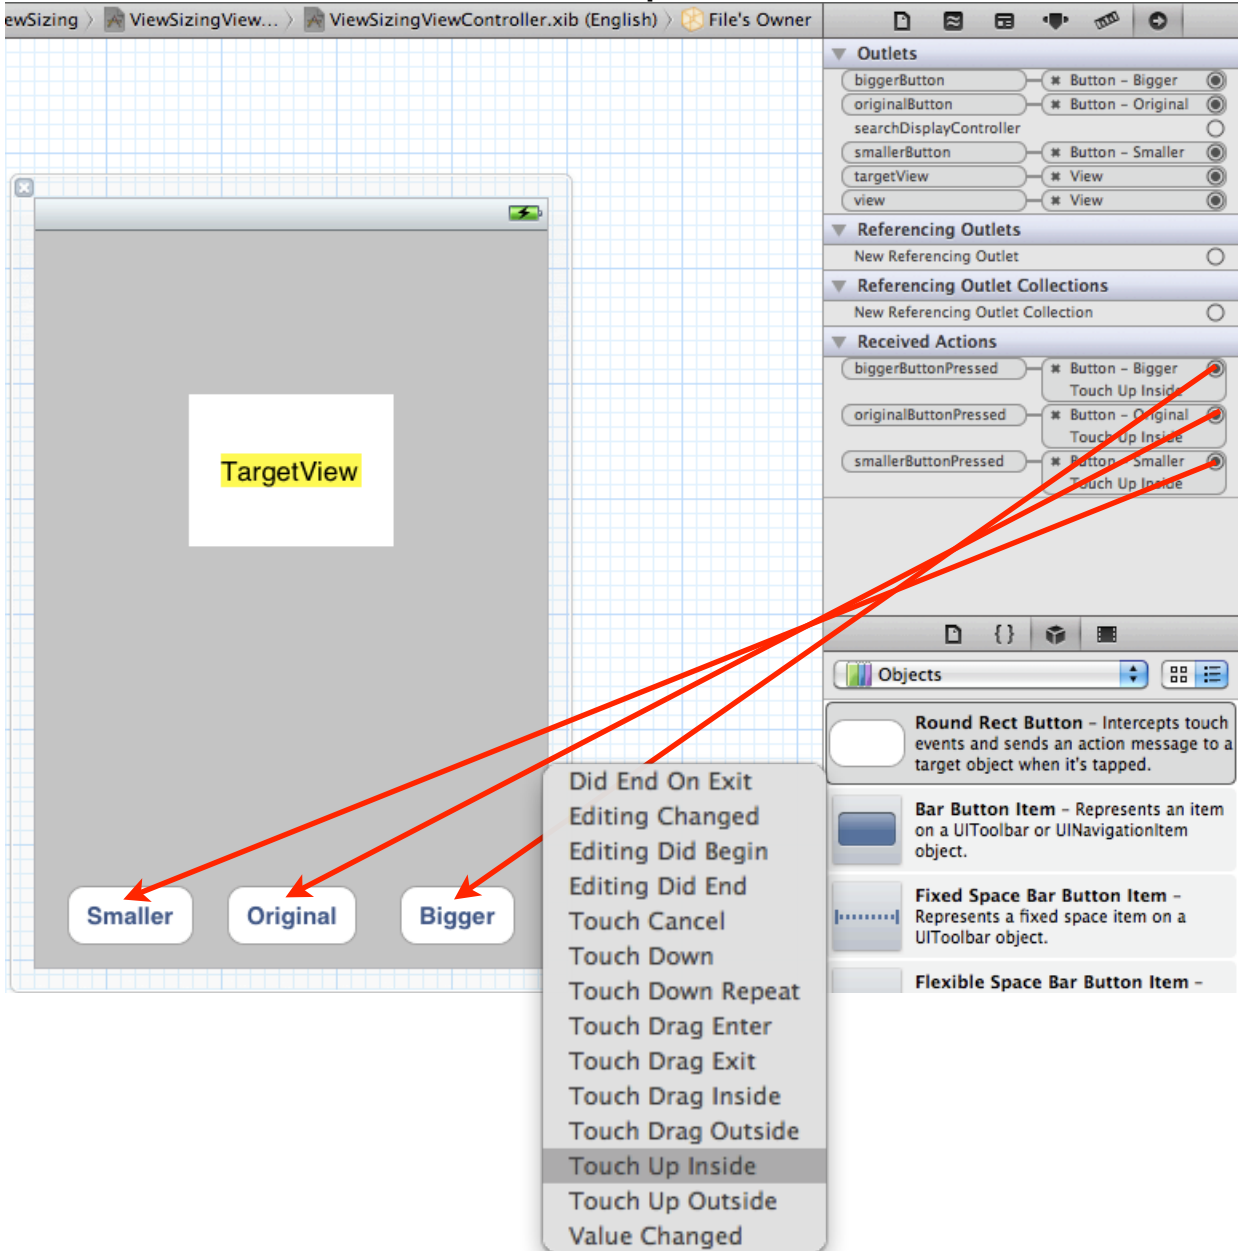 ewSizing
ViewSizingView...
ViewSizingViewController.xib (English)
File's Owner
TargetView
Smaller
Original
Bigger
Outlets
biggerButton
Button – Bigger
originalButton
Button – Original
searchDisplayController
smallerButton
Button – Smaller
targetView
View
view
View
Referencing Outlets
New Referencing Outlet
Referencing Outlet Collections
New Referencing Outlet Collection
Received Actions
biggerButtonPressed
Button – Bigger
Touch Up Inside
originalButtonPressed
Button – Original
Touch Up Inside
smallerButtonPressed
Button – Smaller
Touch Up Inside
{}
Objects
Round Rect Button – Intercepts touch
events and sends an action message to a
target object when it's tapped.
Bar Button Item – Represents an item
on a UIToolbar or UINavigationItem
object.
Fixed Space Bar Button Item –
Represents a fixed space item on a
UIToolbar object.
Flexible Space Bar Button Item –
Did End On Exit
Editing Changed
Editing Did Begin
Editing Did End
Touch Cancel
Touch Down
Touch Down Repeat
Touch Drag Enter
Touch Drag Exit
Touch Drag Inside
Touch Drag Outside
Touch Up Inside
Touch Up Outside
Value Changed